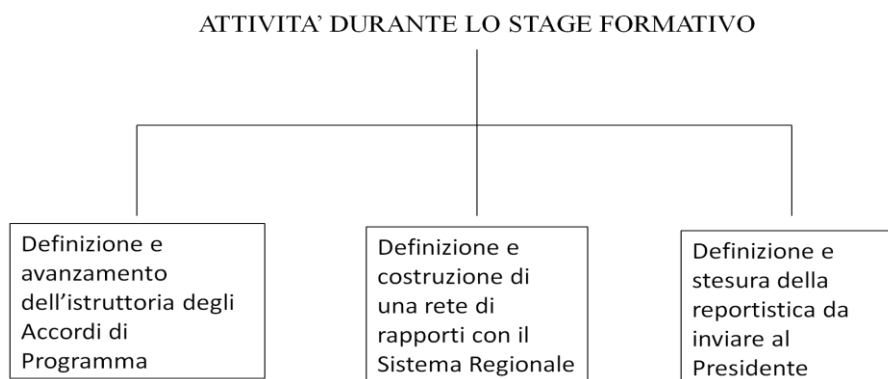 ATTIVITA’ DURANTE LO STAGE FORMATIVO
Definizione e
avanzamento
dell’istruttoria degli
Accordi di
Programma
Definizione e
costruzione di
una rete di
rapporti con il
Sistema Regionale
Definizione e
stesura della
reportistica da
inviare al
Presidente